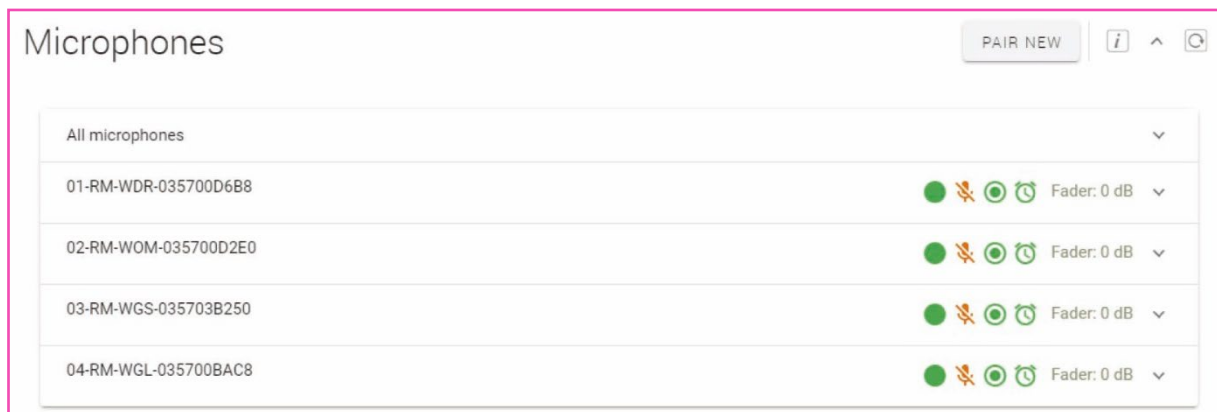 Microphones
PAIR NEW
i
All microphones
01-RM-WDR-035700D6B8 Fader: 0 dB
02-RM-WOM-035700D2E0 Fader: 0 dB
03-RM-WGS-035703B250 Fader: 0 dB
04-RM-WGL-035700BAC8 Fader: 0 dB